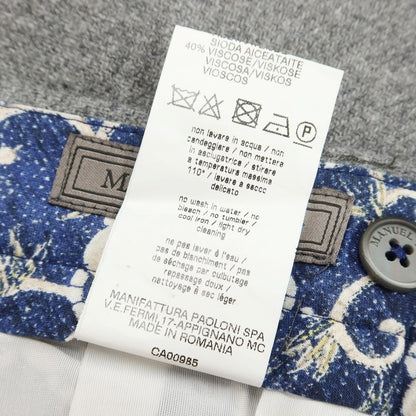 SIODA AICEATAITE
40% VISCOSE/VISKOSE
VISCOSA/VISKOS
VIOSCOS
P
non lavare in acqua / non
candeggiare / non mettere
in asciugatrice / stirare
a temperatura massima
110° / lavare a secco
delicato
no wash in water / no
bleach / no tumbler /
cool iron / light dry
cleaning
ne pas laver à l'eau /
ne pas blanchir / pas
de séchage par culbutage
repassage doux /
nettoyage à sec léger
MANIFATTURA PAOLONI SPA
V.E.FERMI,17-APPIGNANO MC
MADE IN ROMANIA
CA00985
M
MANUEL